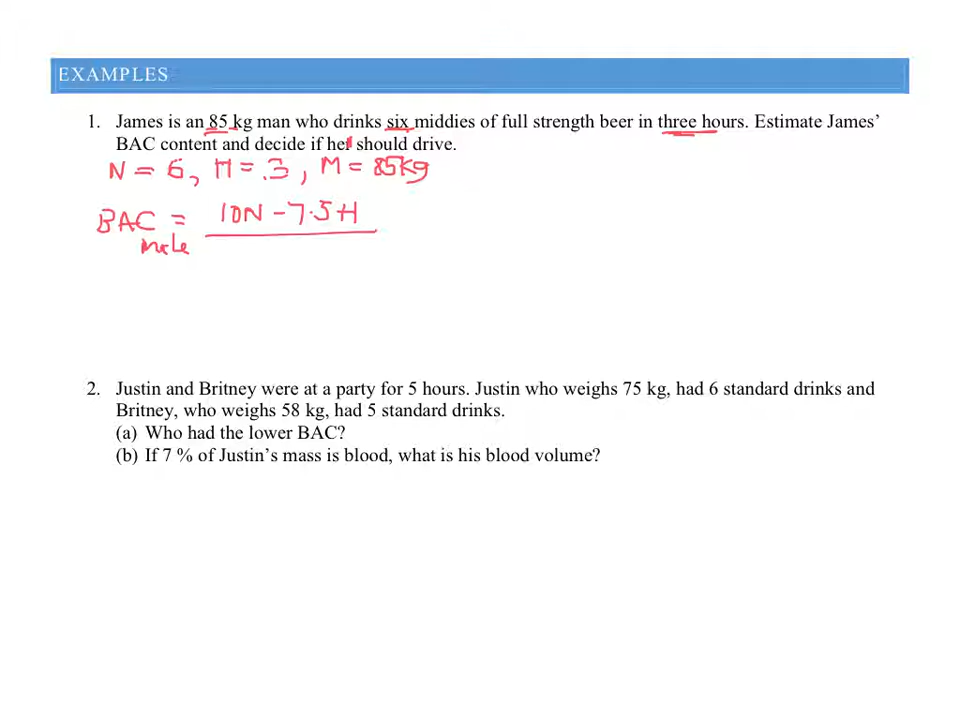 EXAMPLES
1. James is an 85 kg man who drinks six middies of full strength beer in three hours. Estimate James'
BAC content and decide if her should drive.
N = 6, H = 3, M = 85kg
BAC male = 10N - 7.5H
2. Justin and Britney were at a party for 5 hours. Justin who weighs 75 kg, had 6 standard drinks and
Britney, who weighs 58 kg, had 5 standard drinks.
(a) Who had the lower BAC?
(b) If 7 % of Justin's mass is blood, what is his blood volume?